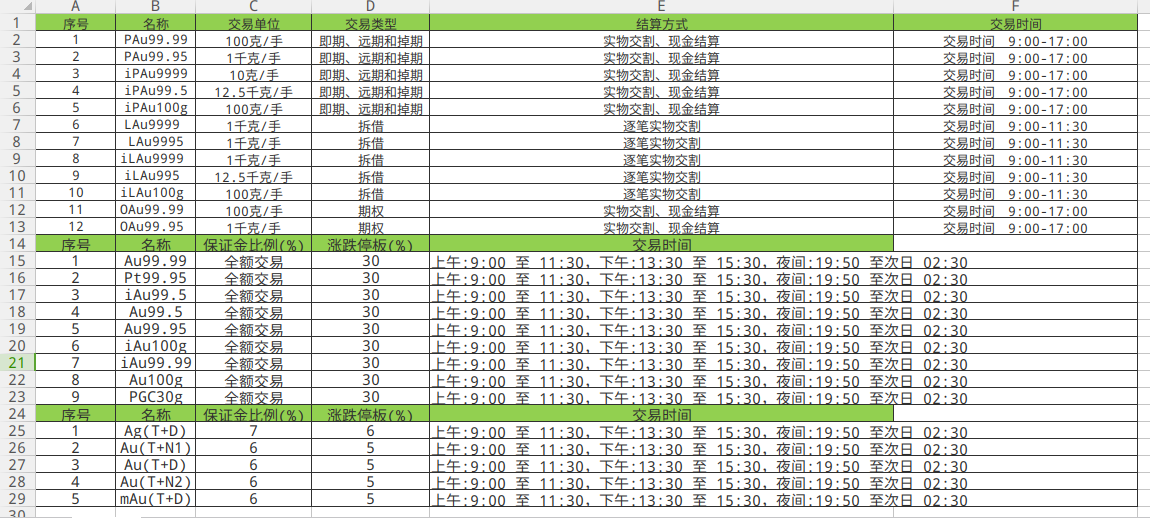 A B C D E F
1 序号 名称 交易单位 交易类型 结算方式 交易时间
2 1 PAu99.99 100克/手 即期、远期和掉期 实物交割、现金结算 交易时间 9:00-17:00
3 2 PAu99.95 1千克/手 即期、远期和掉期 实物交割、现金结算 交易时间 9:00-17:00
4 3 iPAu9999 10克/手 即期、远期和掉期 实物交割、现金结算 交易时间 9:00-17:00
5 4 iPAu99.5 12.5千克/手 即期、远期和掉期 实物交割、现金结算 交易时间 9:00-17:00
6 5 iPAu100g 100克/手 即期、远期和掉期 实物交割、现金结算 交易时间 9:00-17:00
7 6 LAu9999 1千克/手 拆借 逐笔实物交割 交易时间 9:00-11:30
8 7 LAu9995 1千克/手 拆借 逐笔实物交割 交易时间 9:00-11:30
9 8 iLAu9999 1千克/手 拆借 逐笔实物交割 交易时间 9:00-11:30
10 9 iLAu995 12.5千克/手 拆借 逐笔实物交割 交易时间 9:00-11:30
11 10 iLAu100g 100克/手 拆借 逐笔实物交割 交易时间 9:00-11:30
12 11 OAu99.99 100克/手 期权 实物交割、现金结算 交易时间 9:00-17:00
13 12 OAu99.95 1千克/手 期权 实物交割、现金结算 交易时间 9:00-17:00
14 序号 名称 保证金比例(%) 涨跌停板(%) 交易时间
15 1 Au99.99 全额交易 30 上午:9:00 至 11:30，下午:13:30 至 15:30，夜间:19:50 至次日 02:30
16 2 Pt99.95 全额交易 30 上午:9:00 至 11:30，下午:13:30 至 15:30，夜间:19:50 至次日 02:30
17 3 iAu99.5 全额交易 30 上午:9:00 至 11:30，下午:13:30 至 15:30，夜间:19:50 至次日 02:30
18 4 Au99.5 全额交易 30 上午:9:00 至 11:30，下午:13:30 至 15:30，夜间:19:50 至次日 02:30
19 5 Au99.95 全额交易 30 上午:9:00 至 11:30，下午:13:30 至 15:30，夜间:19:50 至次日 02:30
20 6 iAu100g 全额交易 30 上午:9:00 至 11:30，下午:13:30 至 15:30，夜间:19:50 至次日 02:30
21 7 iAu99.99 全额交易 30 上午:9:00 至 11:30，下午:13:30 至 15:30，夜间:19:50 至次日 02:30
22 8 Au100g 全额交易 30 上午:9:00 至 11:30，下午:13:30 至 15:30，夜间:19:50 至次日 02:30
23 9 PGC30g 全额交易 30 上午:9:00 至 11:30，下午:13:30 至 15:30，夜间:19:50 至次日 02:30
24 序号 名称 保证金比例(%) 涨跌停板(%) 交易时间
25 1 Ag(T+D) 7 6 上午:9:00 至 11:30，下午:13:30 至 15:30，夜间:19:50 至次日 02:30
26 2 Au(T+N1) 6 5 上午:9:00 至 11:30，下午:13:30 至 15:30，夜间:19:50 至次日 02:30
27 3 Au(T+D) 6 5 上午:9:00 至 11:30，下午:13:30 至 15:30，夜间:19:50 至次日 02:30
28 4 Au(T+N2) 6 5 上午:9:00 至 11:30，下午:13:30 至 15:30，夜间:19:50 至次日 02:30
29 5 mAu(T+D) 6 5 上午:9:00 至 11:30，下午:13:30 至 15:30，夜间:19:50 至次日 02:30
30